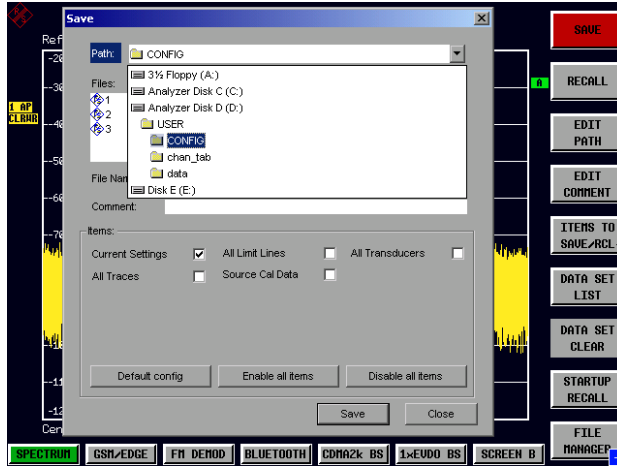 Save
Ref
Path: CONFIG
3½ Floppy (A:)
Analyzer Disk C (C:)
Analyzer Disk D (D:)
USER
CONFIG
chan_tab
data
Disk E (E:)
Files:
1
2
3
File Nam
Comment:
Items:
Current Settings All Limit Lines All Transducers
All Traces Source Cal Data
Default config Enable all items Disable all items
Save Close
1 AP
CLRWR
A
-20
-30
-40
-50
-60
-70
-11
-12
Cen
SAVE
RECALL
EDIT
PATH
EDIT
COMMENT
ITEMS TO
SAVE/RCL
DATA SET
LIST
DATA SET
CLEAR
STARTUP
RECALL
FILE
MANAGER
SPECTRUM GSM/EDGE FM DEMOD BLUETOOTH CDMA2k BS 1xEVDO BS SCREEN B